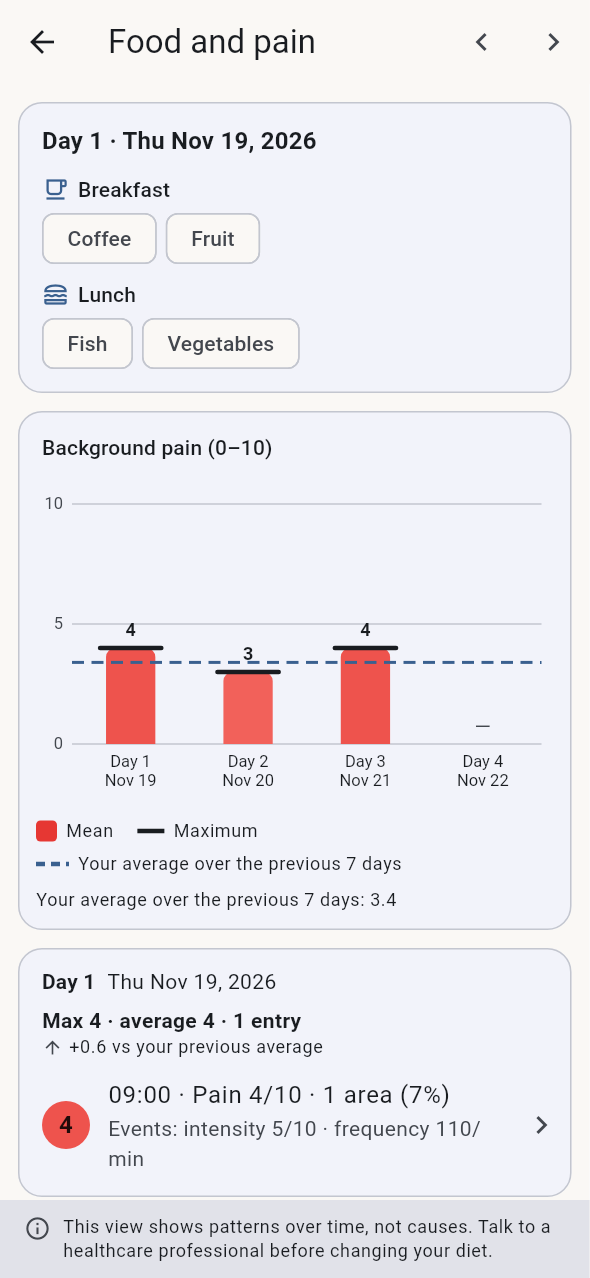 Food and pain
Day 1 · Thu Nov 19, 2026
Breakfast
Coffee
Fruit
Lunch
Fish
Vegetables
Background pain (0–10)
10
5
0
4
3
4
—
Day 1
Nov 19
Day 2
Nov 20
Day 3
Nov 21
Day 4
Nov 22
Mean
Maximum
Your average over the previous 7 days
Your average over the previous 7 days: 3.4
Day 1 Thu Nov 19, 2026
Max 4 · average 4 · 1 entry
+0.6 vs your previous average
4
09:00 · Pain 4/10 · 1 area (7%)
Events: intensity 5/10 · frequency 110/
min
This view shows patterns over time, not causes. Talk to a
healthcare professional before changing your diet.